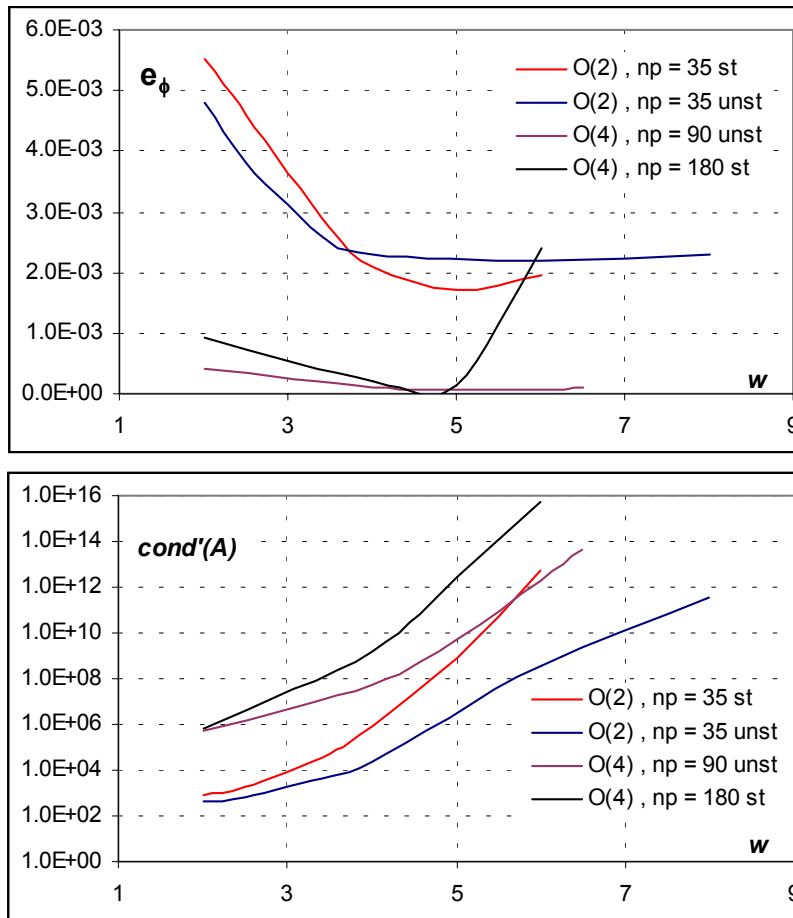 6.0E-03
5.0E-03
4.0E-03
3.0E-03
2.0E-03
1.0E-03
0.0E+00
eϕ
O(2) , np = 35 st
O(2) , np = 35 unst
O(4) , np = 90 unst
O(4) , np = 180 st
w
1 3 5 7 9
1.0E+16
1.0E+14
1.0E+12
1.0E+10
1.0E+08
1.0E+06
1.0E+04
1.0E+02
1.0E+00
cond'(A)
O(2) , np = 35 st
O(2) , np = 35 unst
O(4) , np = 90 unst
O(4) , np = 180 st
w
1 3 5 7 9